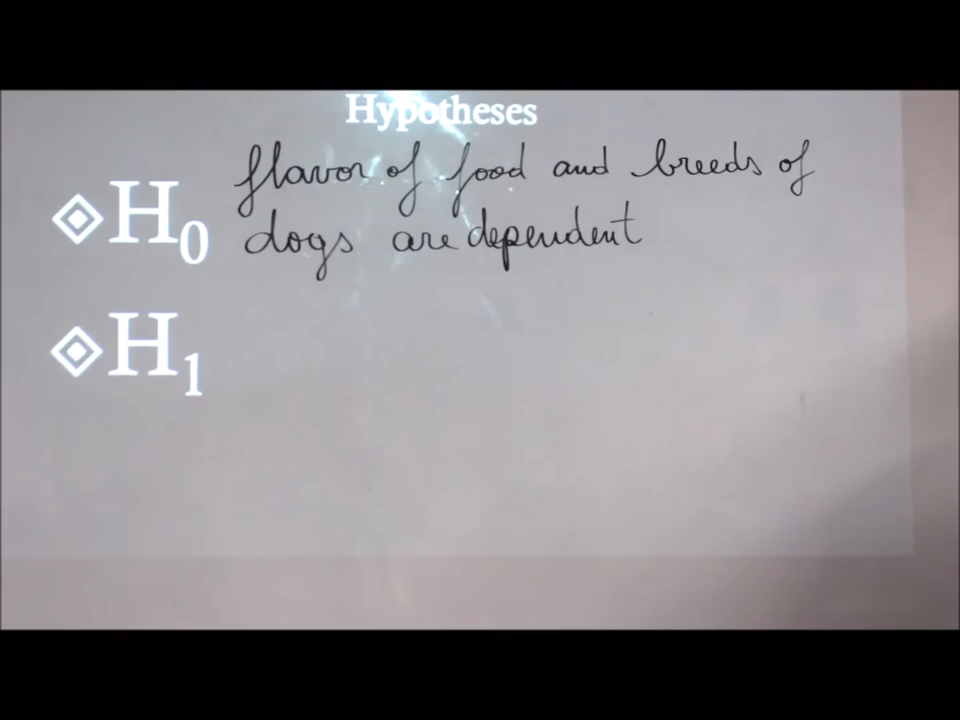 Hypotheses
H₀ flavor of food and breeds of
dogs are dependent
H₁